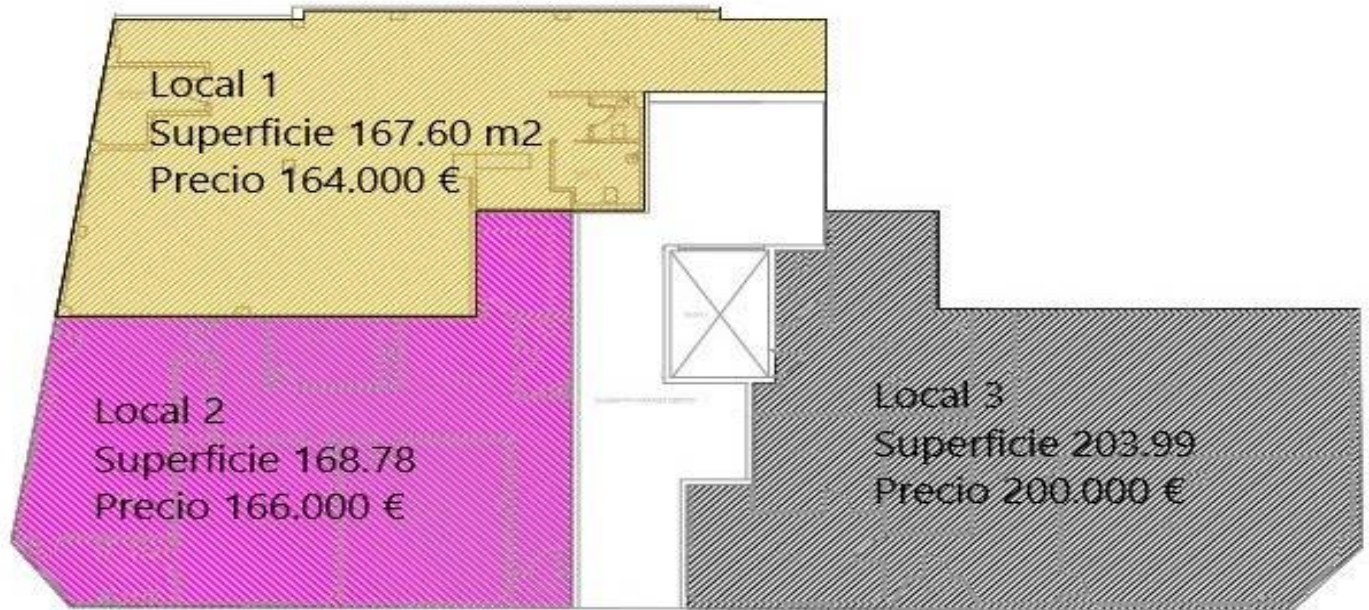 Local 1
Superficie 167.60 m2
Precio 164.000 €
Local 2
Superficie 168.78
Precio 166.000 €
Local 3
Superficie 203.99
Precio 200.000 €